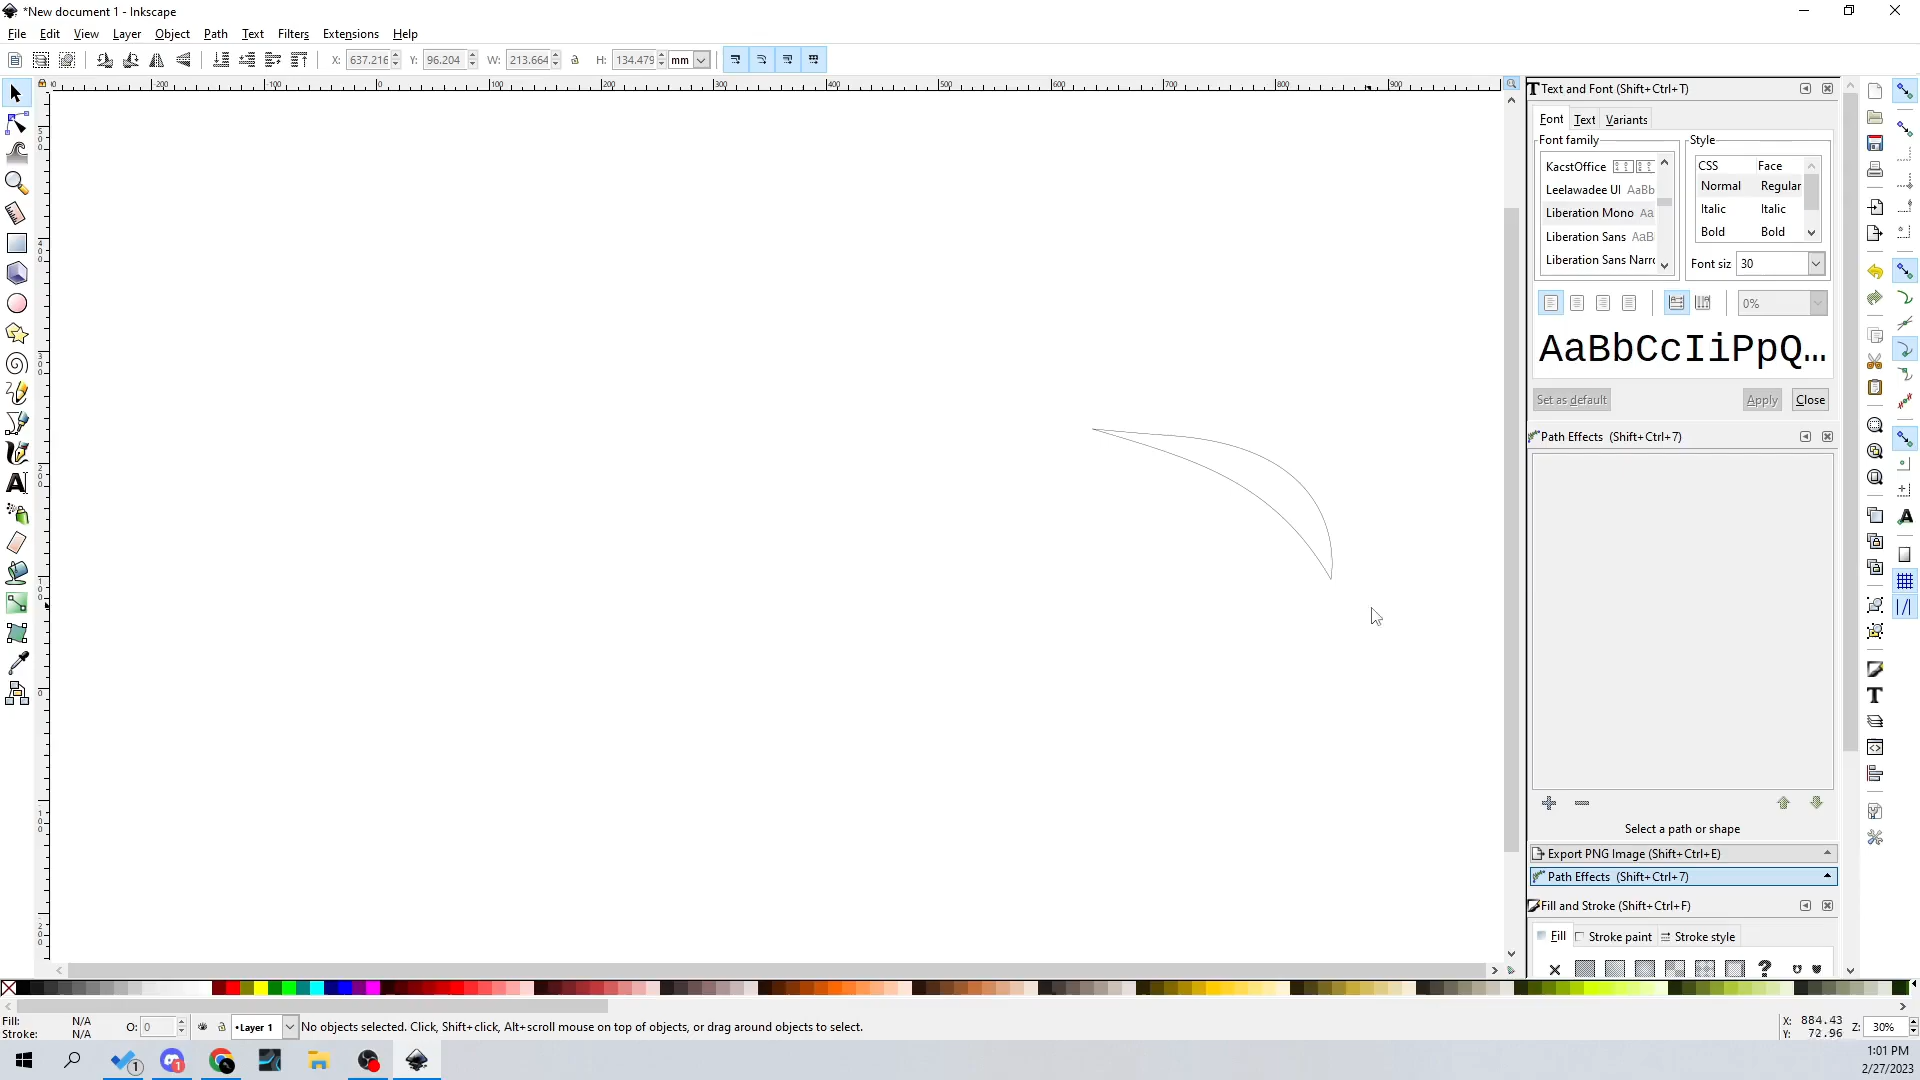 *New document 1 - Inkscape
File Edit View Layer Object Path Text Filters Extensions Help
X: 637.216 Y: 96.204 W: 213.664 H: 134.479 mm
Text and Font (Shift+Ctrl+T)
Font Text Variants
Font family
Style
KacstOffice
Leelawadee UI AaBb
Liberation Mono Aa
Liberation Sans AaB
Liberation Sans Narr
CSS Face
Normal Regular
Italic Italic
Bold Bold
Font siz 30
0%
AaBbCcIiPpQ...
Set as default Apply Close
Path Effects (Shift+Ctrl+7)
Select a path or shape
Export PNG Image (Shift+Ctrl+E)
Path Effects (Shift+Ctrl+7)
Fill and Stroke (Shift+Ctrl+F)
Fill Stroke paint Stroke style
Fill: N/A
Stroke: N/A
O: 0
•Layer 1
No objects selected. Click, Shift+click, Alt+scroll mouse on top of objects, or drag around objects to select.
X: 884.43
Y: 72.96
Z: 30%
1:01 PM
2/27/2023